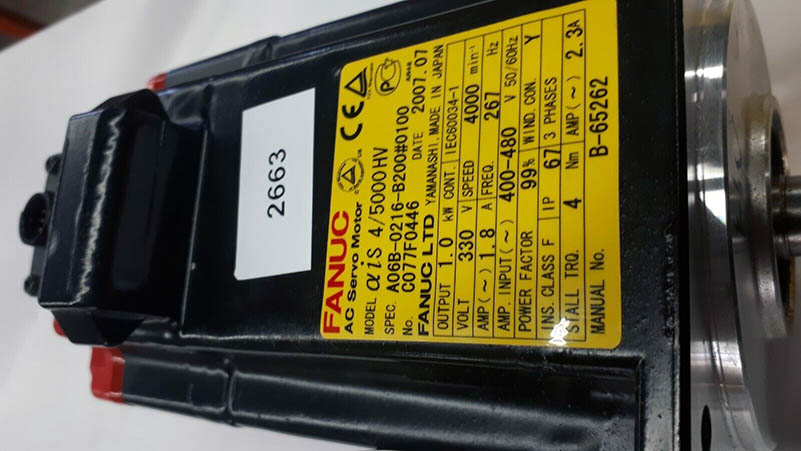 FANUC
AC Servo Motor
MODEL αiS 4/5000HV
SPEC. A06B-0216-B200#0100
No. C077F0446 DATE 2007.07
FANUC LTD YAMANASHI, MADE IN JAPAN
OUTPUT 1.0 kW CONT. IEC60034-1
VOLT 330 V SPEED 4000 min⁻¹
AMP(~) 1.8 A FREQ. 267 Hz
AMP. INPUT(~) 400-480 V 50/60Hz
POWER FACTOR 99% WIND.CON. Y
INS. CLASS F IP 67 3 PHASES
STALL TRQ. 4 Nm AMP(~) 2.3A
MANUAL No. B-65262
CE
2663